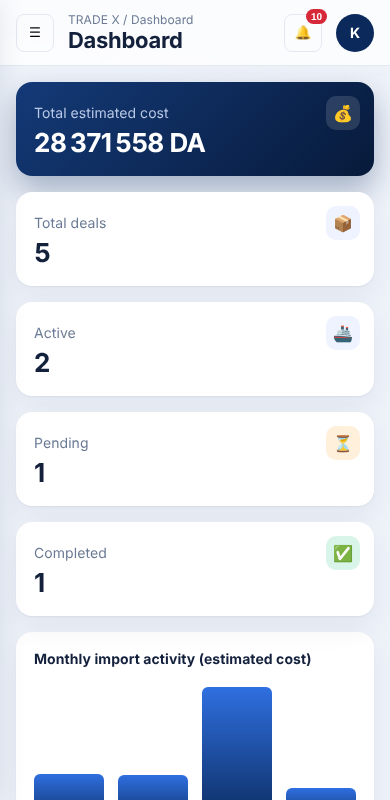 TRADE X / Dashboard
Dashboard
10
K
Total estimated cost
28 371 558 DA
Total deals
5
Active
2
Pending
1
Completed
1
Monthly import activity (estimated cost)